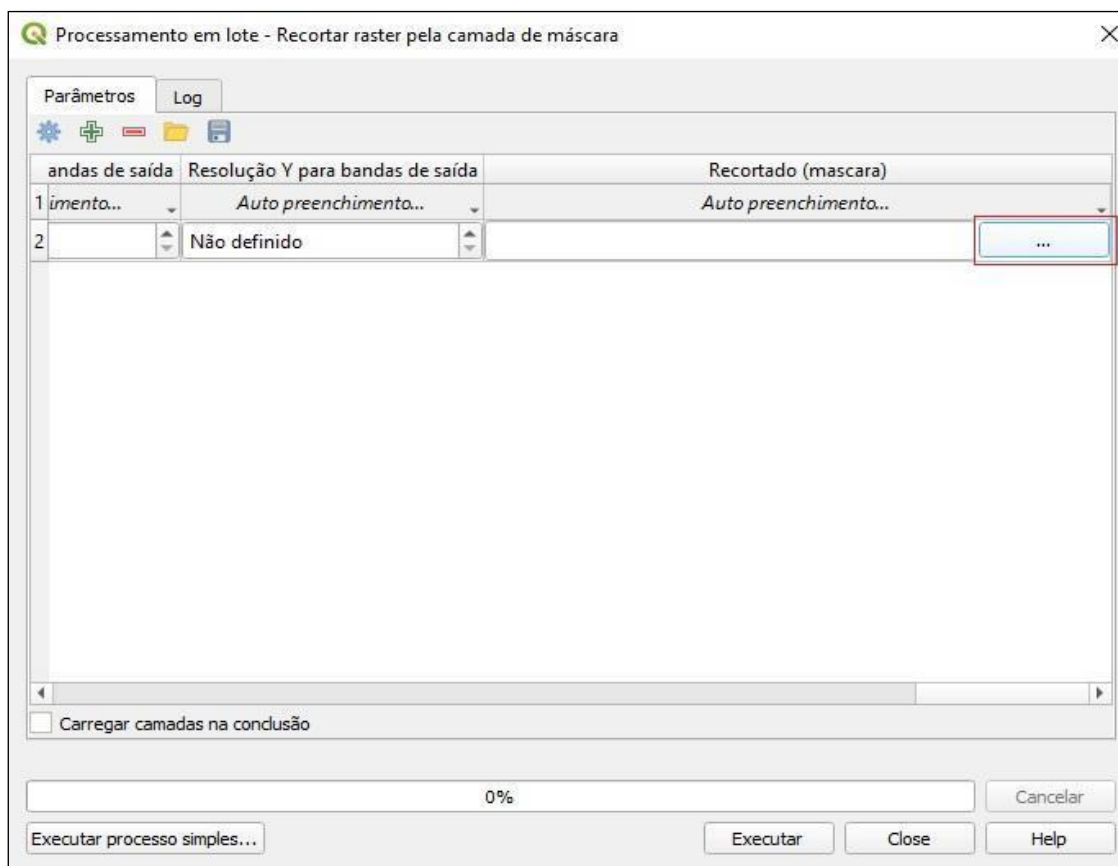 Processamento em lote - Recortar raster pela camada de máscara
Parâmetros Log
andas de saída Resolução Y para bandas de saída Recortado (mascara)
1 imento... Auto preenchimento... Auto preenchimento...
2 Não definido ...
Carregar camadas na conclusão
0% Cancelar
Executar processo simples... Executar Close Help